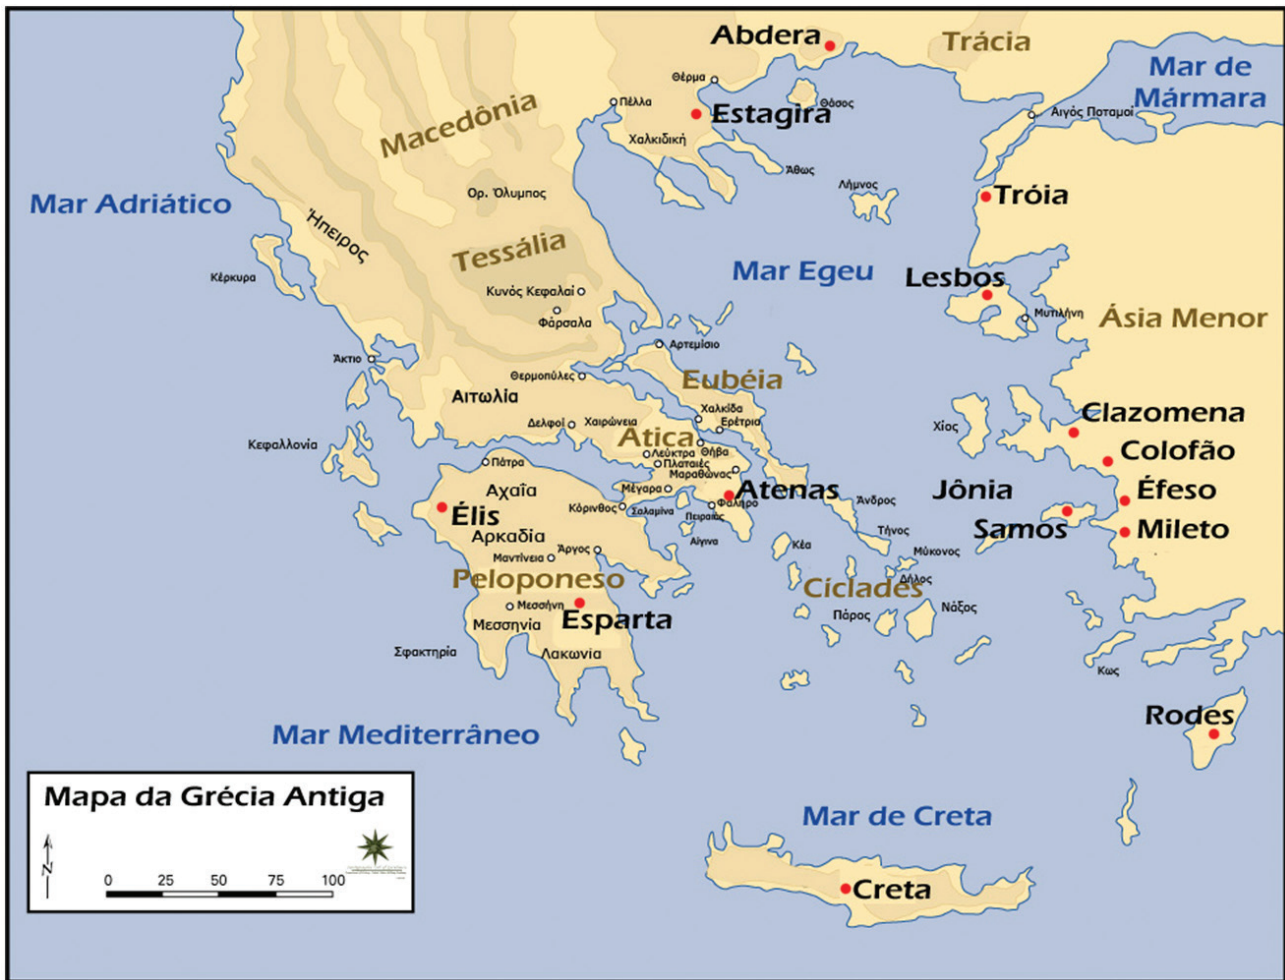 Abdera
Trácia
Mar de
Mármara
Θέρμα
Πέλλα
Θάσος
Estagira
Αιγός Ποταμοί
Macedônia
Χαλκιδική
Άθως
Λήμνος
Ορ. Όλυμπος
Tróia
Mar Adriático
Ήπειρος
Tessália
Mar Egeu
Κέρκυρα
Lesbos
Κυνός Κεφαλαί
Φάρσαλα
Μυτιλήνη
Ásia Menor
Άκτιο
Αρτεμίσιο
Θερμοπύλες
Eubéia
Αιτωλία
Χαλκίδα
Δελφοί
Χαιρώνεια
Ερέτρια
Χίος
Clazomena
Κεφαλλονία
Ática
Θήβα
Λεύκτρα
Colofão
Πάτρα
Πλαταιές
Μαραθώνας
Αχαΐα
Μέγαρα
Atenas
Jônia
Éfeso
Élis
Κόρινθος
Σαλαμίνα
Φάληρο
Πειραιάς
Άνδρος
Samos
Mileto
Αρκαδία
Αίγινα
Κέα
Τήνος
Μαντίνεια
Άργος
Μύκονος
Peloponeso
Δήλος
Cíclades
Μεσσήνη
Esparta
Πάρος
Νάξος
Μεσσηνία
Σφακτηρία
Λακωνία
Κως
Rodes
Mar Mediterrâneo
Mapa da Grécia Antiga
Mar de Creta
N
0 25 50 75 100
Creta